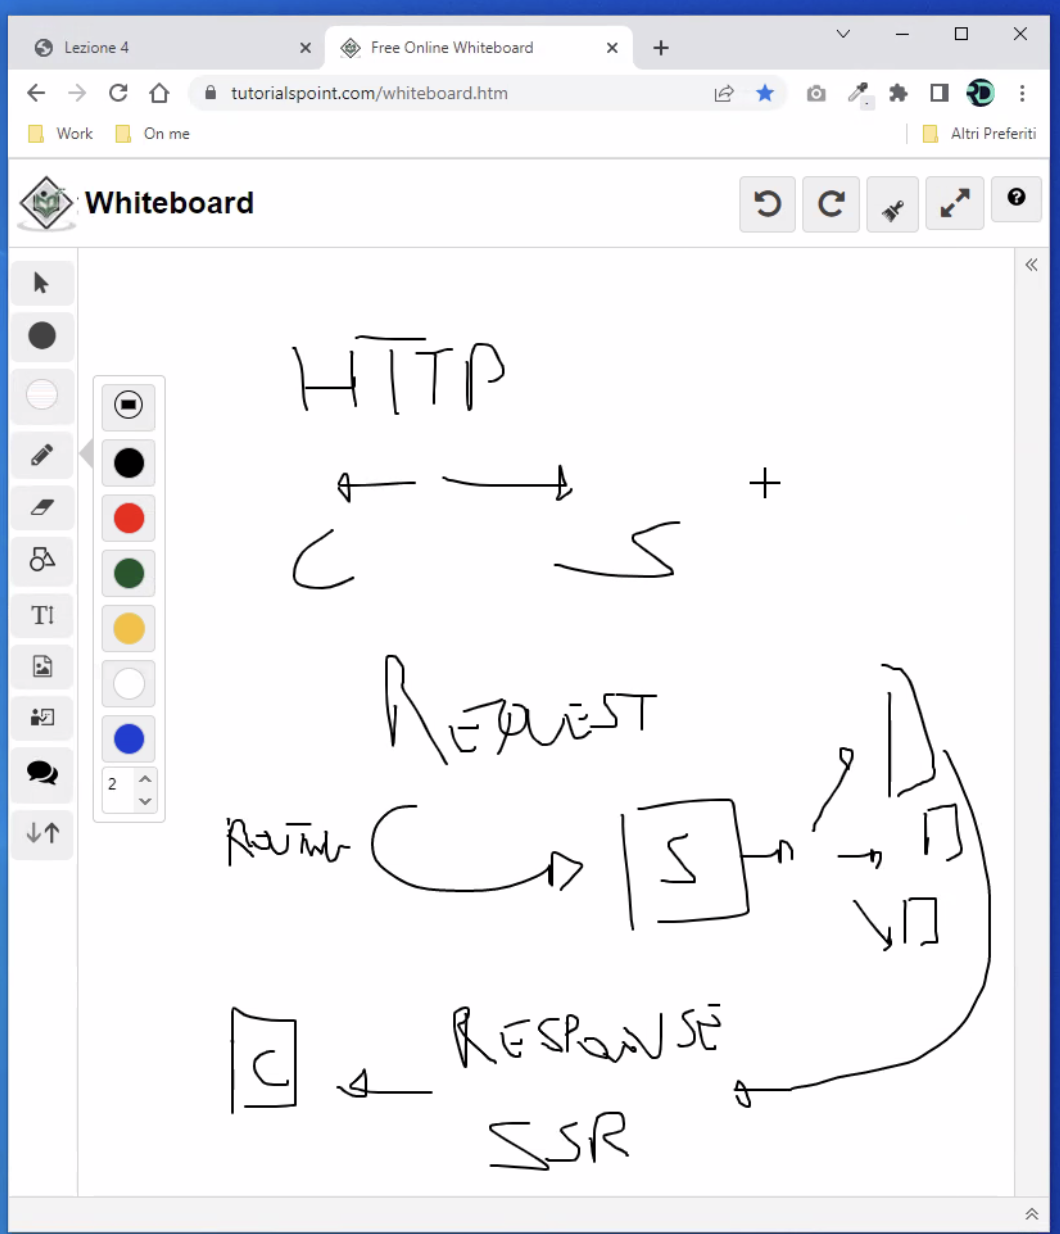 Lezione 4
Free Online Whiteboard
tutorialspoint.com/whiteboard.htm
Work
On me
Altri Preferiti
Whiteboard
HTTP
C S
REQUEST
ROUTING
S
2
C
RESPONSE
SSR